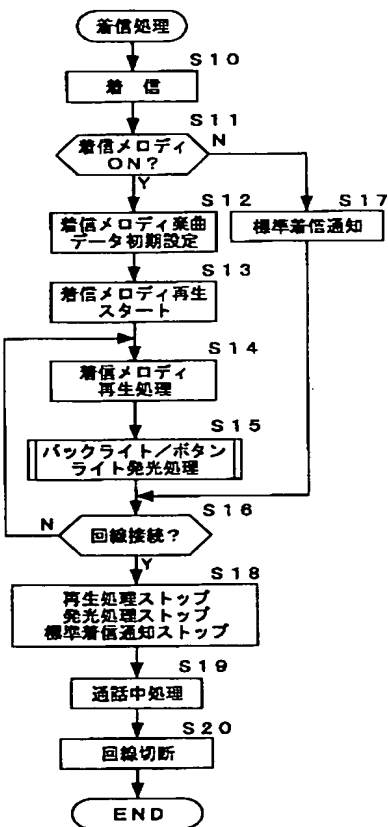 着信処理
S10
着 信
S11
着信メロディ
ON?
N
Y
S12
着信メロディ楽曲
データ初期設定
S17
標準着信通知
S13
着信メロディ再生
スタート
S14
着信メロディ
再生処理
S15
バックライト/ボタン
ライト発光処理
S16
N
回線接続?
Y
S18
再生処理ストップ
発光処理ストップ
標準着信通知ストップ
S19
通話中処理
S20
回線切断
END